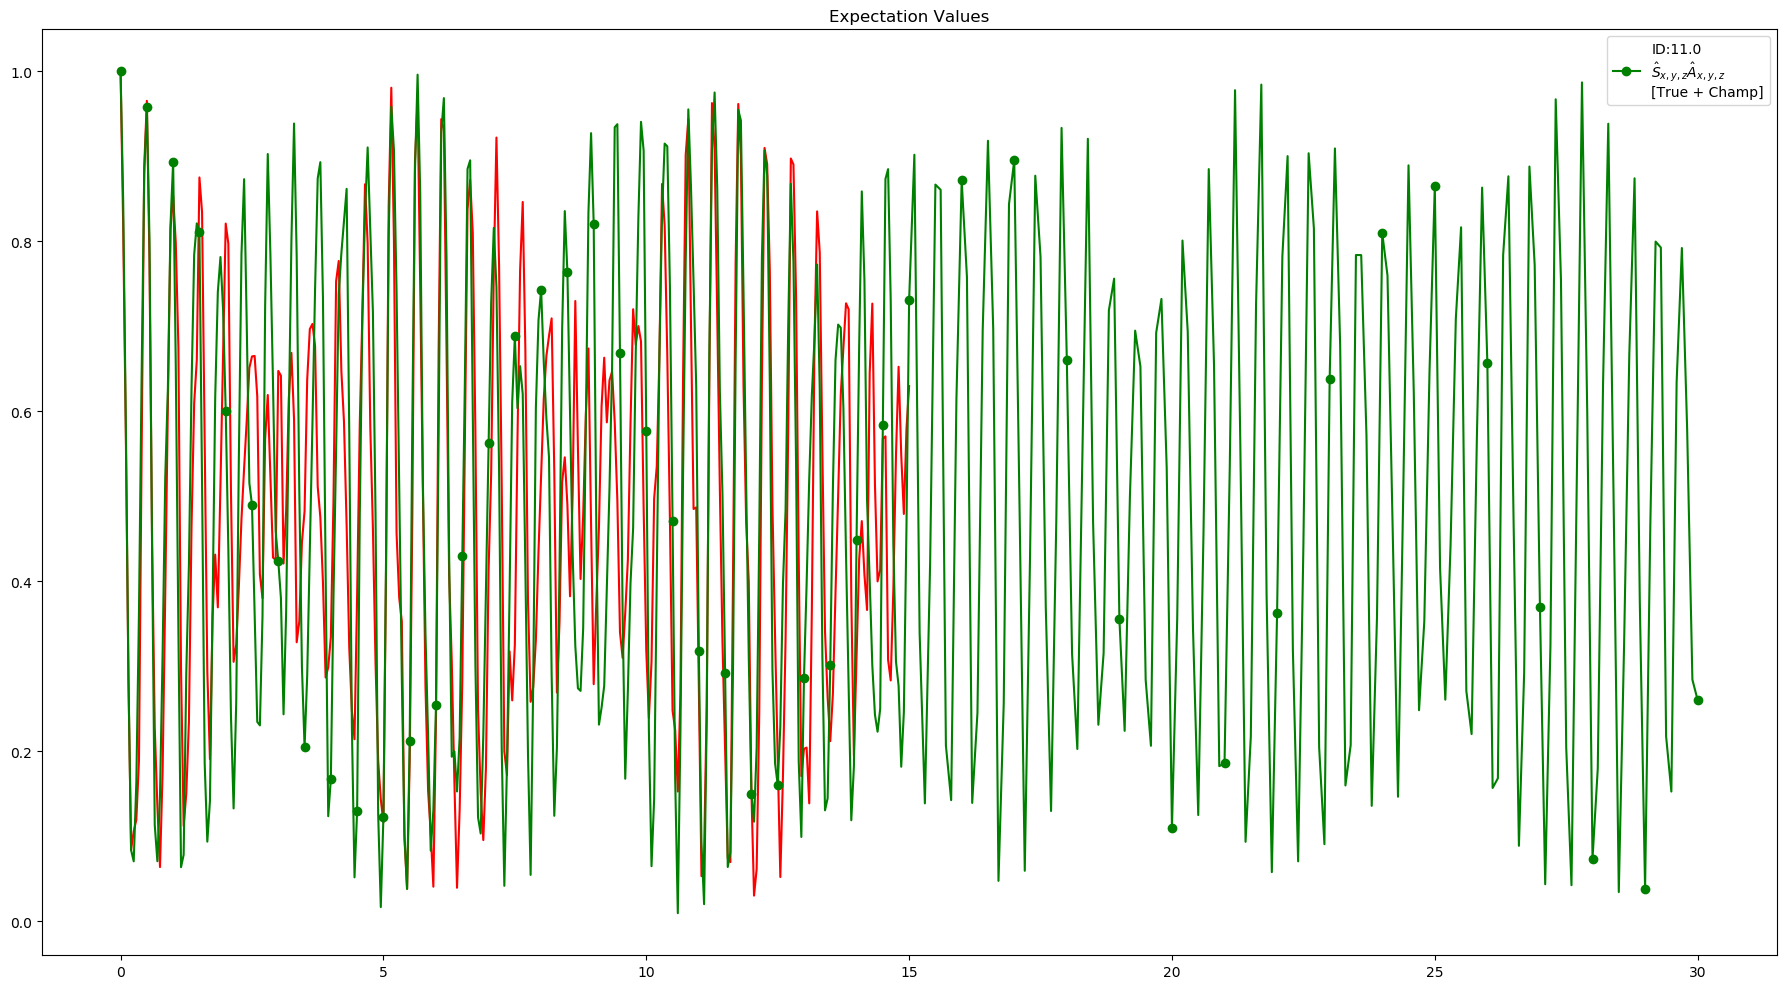 Expectation Values
ID:11.0
$\hat{S}_{x,y,z}\hat{A}_{x,y,z}$
[True + Champ]
1.0
0.8
0.6
0.4
0.2
0.0
0 5 10 15 20 25 30